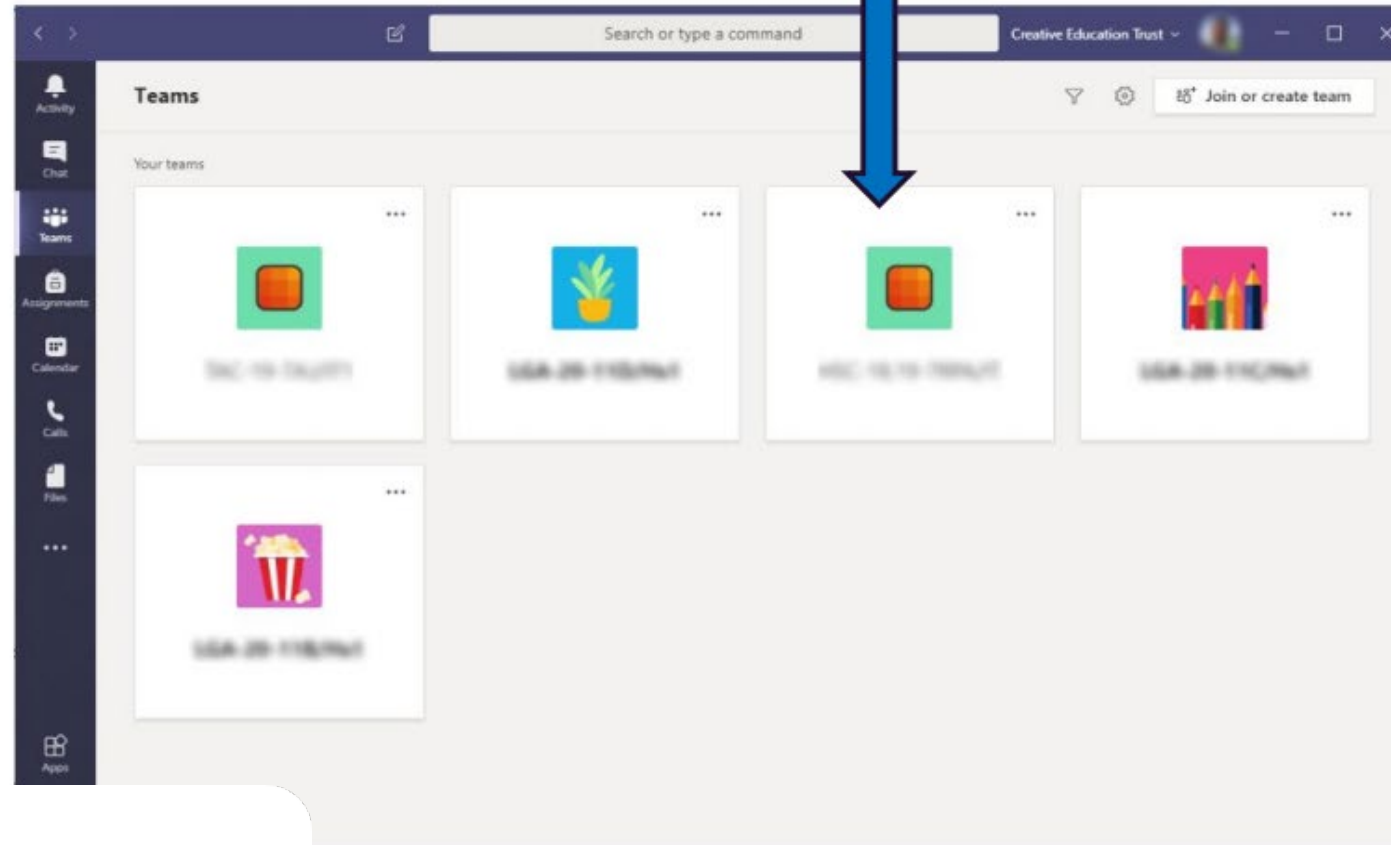 Search or type a command
Creative Education Trust
Activity
Teams
Join or create team
Chat
Your teams
Teams
Assignments
Calendar
Calls
Files
Apps